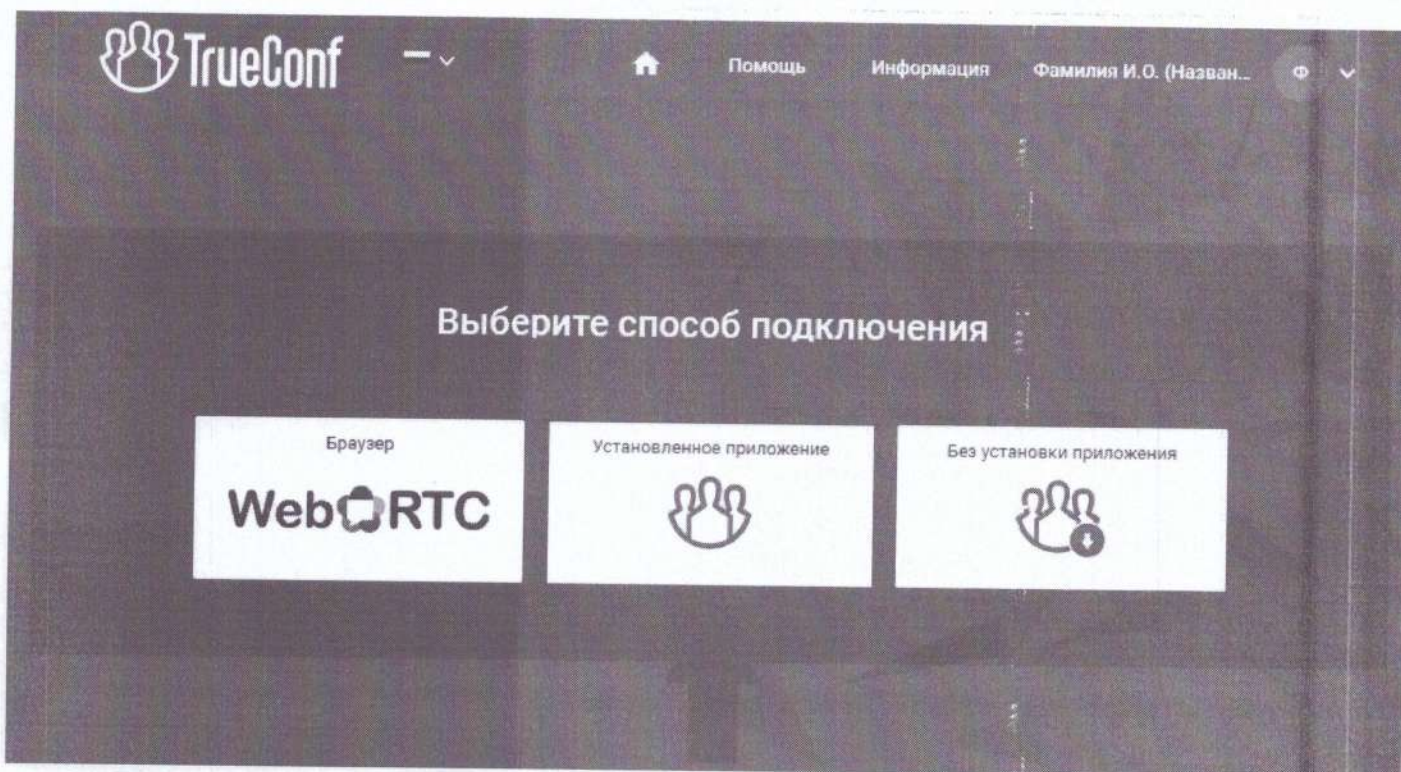 TrueConf
Помощь
Информация
Фамилия И.О. (Назван...
Ф
Выберите способ подключения
Браузер
Установленное приложение
Без установки приложения
WebRTC